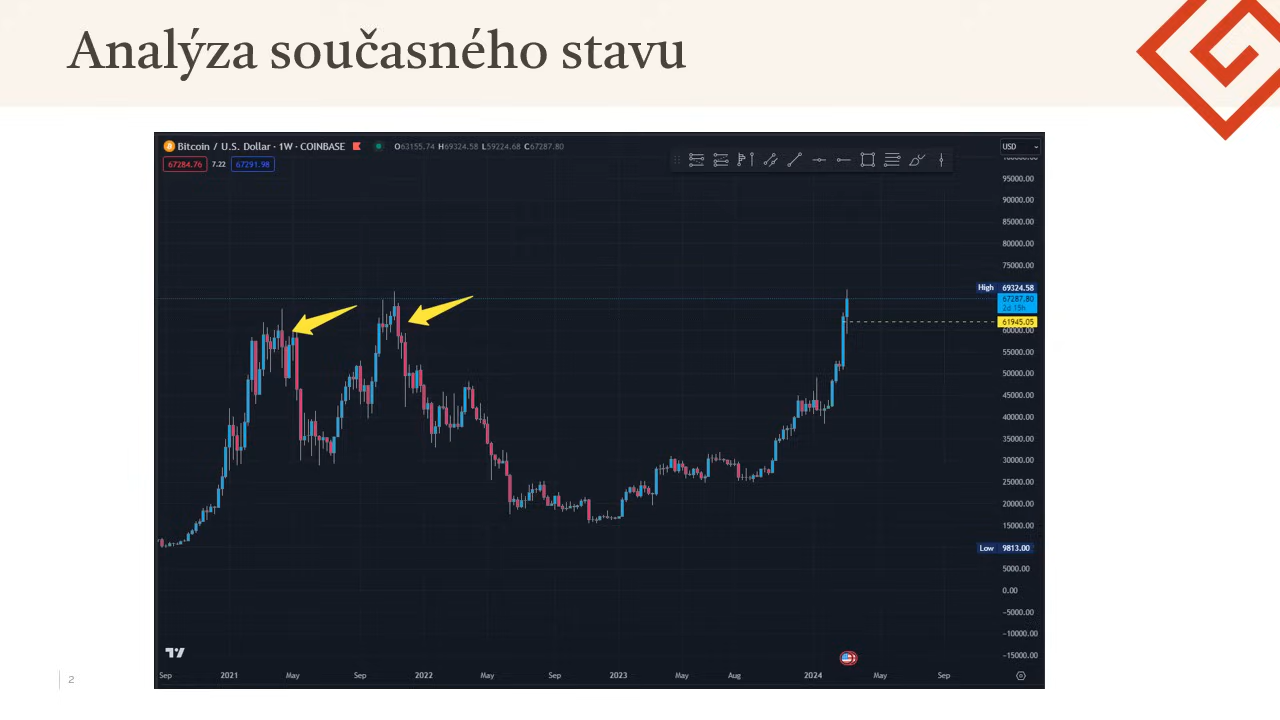 Analýza současného stavu
Bitcoin / U.S. Dollar · 1W · COINBASE O63155.74 H69324.58 L59224.68 C67287.80
USD
67284.76 7.22 67291.98
95000.00
90000.00
85000.00
80000.00
75000.00
High 69324.58
67287.80
2d 15h
61945.05
60000.00
55000.00
50000.00
45000.00
40000.00
35000.00
30000.00
25000.00
20000.00
15000.00
Low 9813.00
5000.00
0.00
−5000.00
−10000.00
−15000.00
Sep 2021 May Sep 2022 May Sep 2023 May Aug 2024 May Sep
2